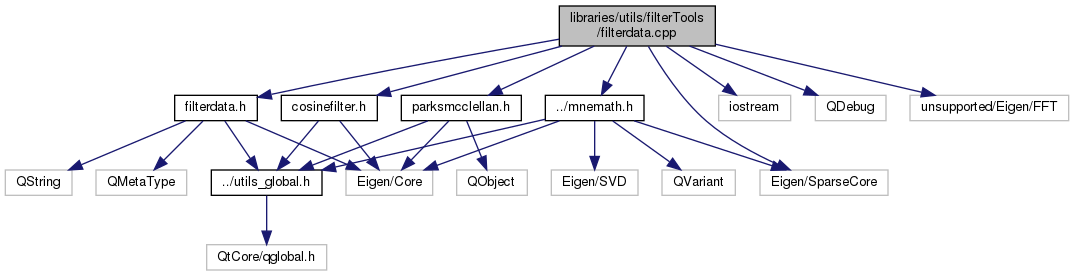 libraries/utils/filterTools
/filterdata.cpp
filterdata.h
cosinefilter.h
parksmcclellan.h
../mnemath.h
iostream
QDebug
unsupported/Eigen/FFT
QString
QMetaType
../utils_global.h
Eigen/Core
QObject
Eigen/SVD
QVariant
Eigen/SparseCore
QtCore/qglobal.h